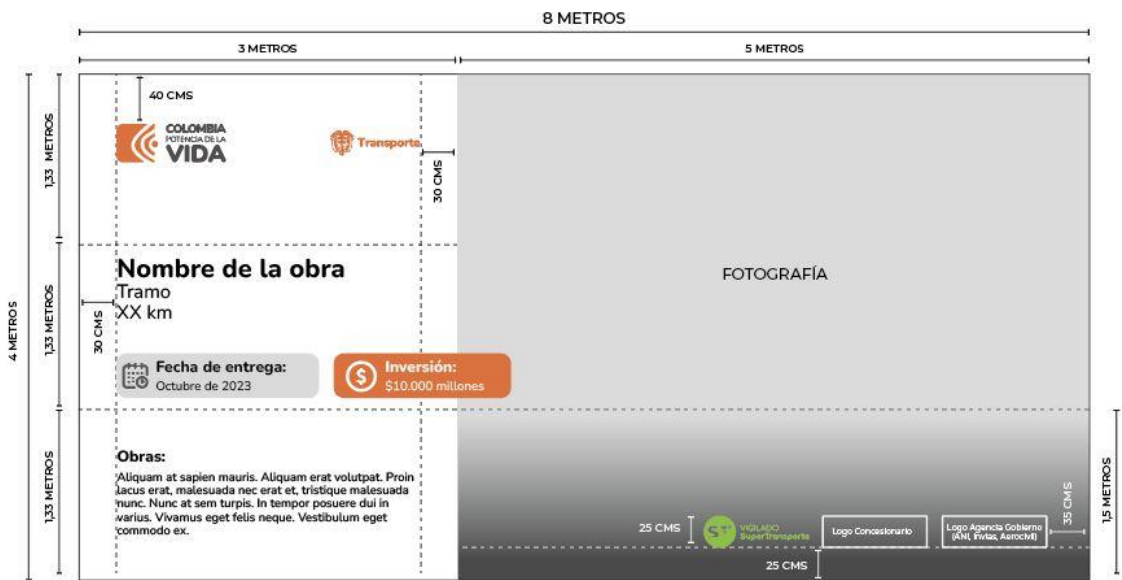 8 METROS
3 METROS
5 METROS
40 CMS
COLOMBIA
POTENCIA DE LA
VIDA
Transporte
1,33 METROS
30 CMS
4 METROS
1,33 METROS
30 CMS
Nombre de la obra
Tramo
XX km
FOTOGRAFÍA
Fecha de entrega:
Octubre de 2023
Inversión:
$10.000 millones
1,33 METROS
Obras:
Aliquam at sapien mauris. Aliquam erat volutpat. Proin
lacus erat, malesuada nec erat et, tristique malesuada
nunc. Nunc at sem turpis. In tempor posuere dui in
varius. Vivamus eget felis neque. Vestibulum eget
commodo ex.
25 CMS
ST
VIGILADO
SuperTransporte
Logo Concesionario
Logo Agencia Gobierno
(ANI, Invias, Aerocivil)
35 CMS
1,5 METROS
25 CMS